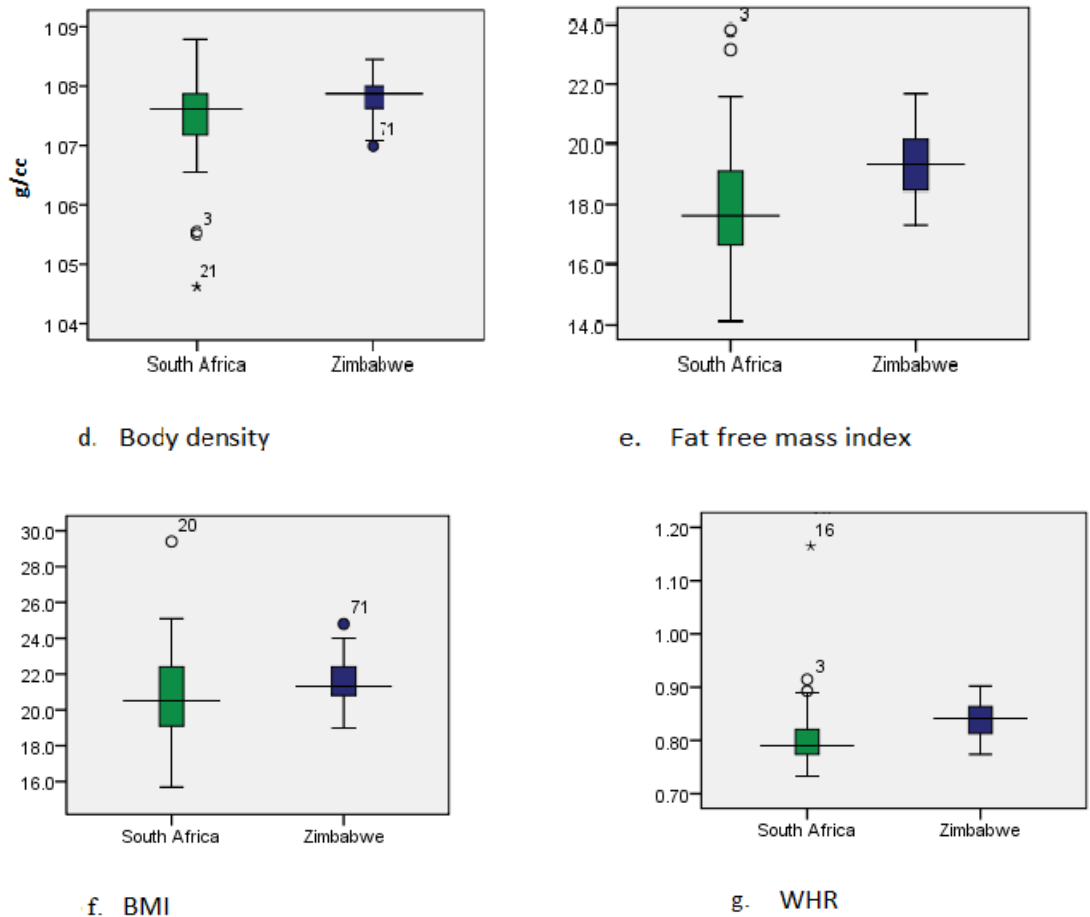 1 09
1 08
1 07
1 06
1 05
1 04
g/cc
3
21
71
South Africa
Zimbabwe
d. Body density
24.0
22.0
20.0
18.0
16.0
14.0
3
South Africa
Zimbabwe
e. Fat free mass index
30.0
28.0
26.0
24.0
22.0
20.0
18.0
16.0
20
71
South Africa
Zimbabwe
f. BMI
1.20
1.10
1.00
0.90
0.80
0.70
16
3
South Africa
Zimbabwe
g. WHR